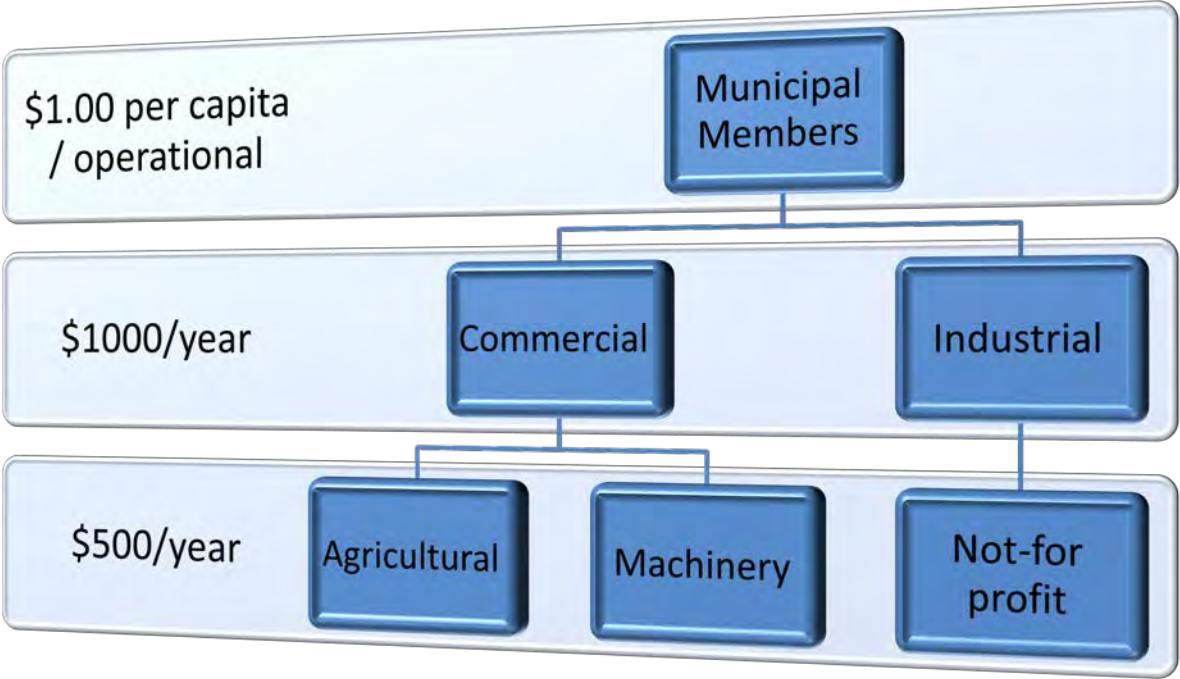 $1.00 per capita
/ operational
Municipal
Members
$1000/year
Commercial
Industrial
$500/year
Agricultural
Machinery
Not-for
profit